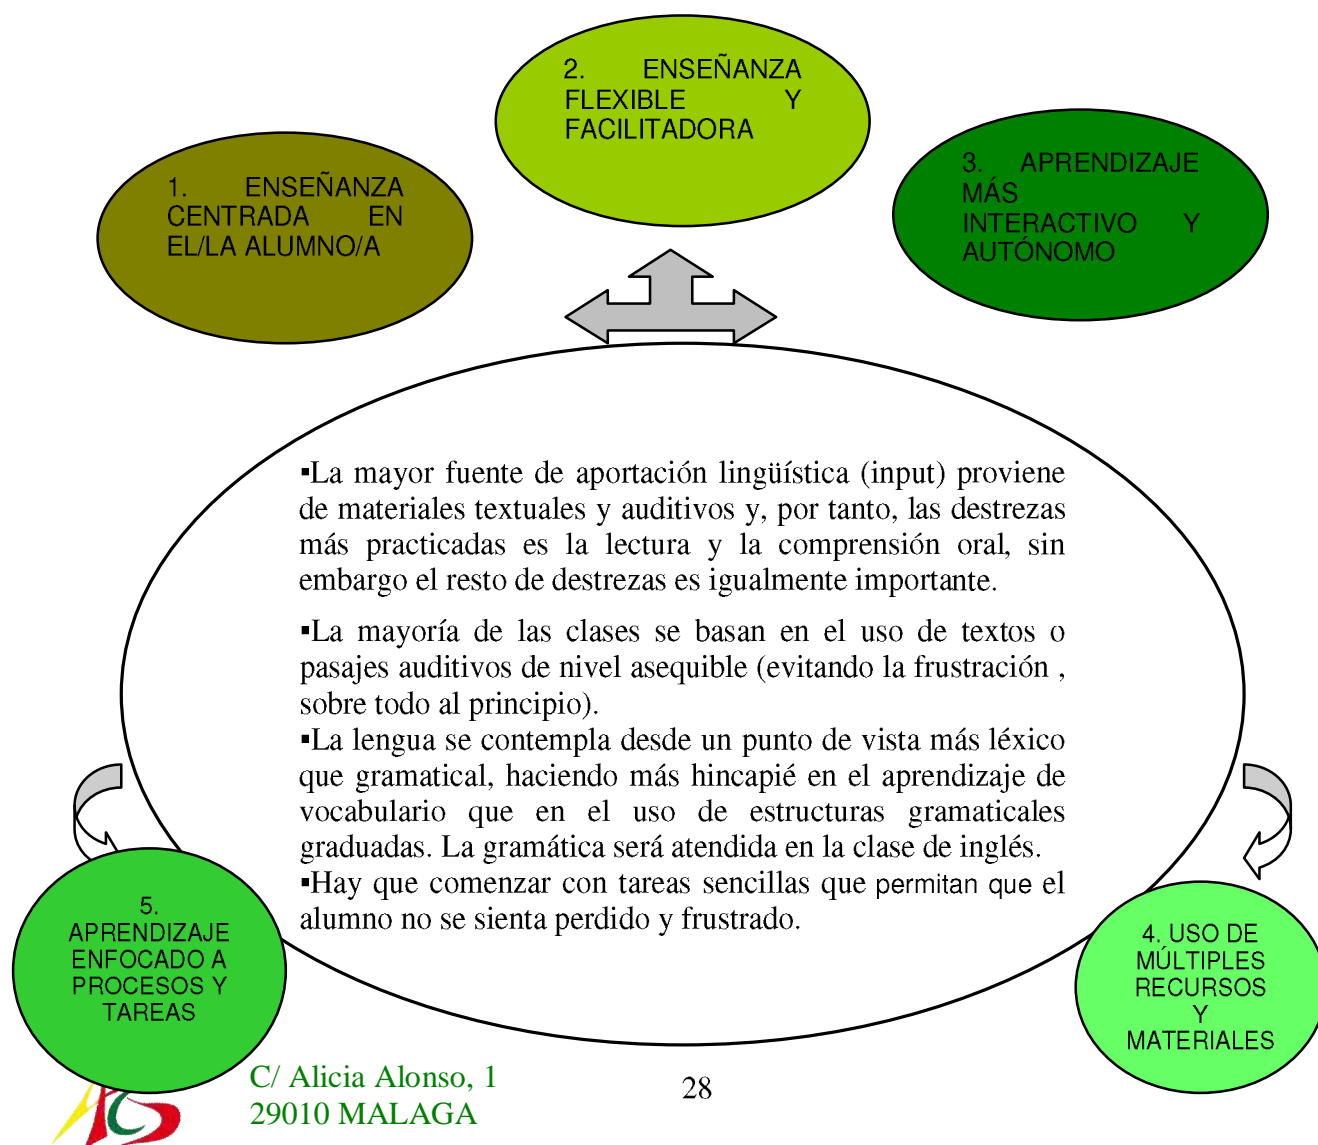 1. ENSEÑANZA
CENTRADA EN
EL/LA ALUMNO/A
2. ENSEÑANZA
FLEXIBLE Y
FACILITADORA
3. APRENDIZAJE
MÁS
INTERACTIVO Y
AUTÓNOMO
▪La mayor fuente de aportación lingüística (input) proviene
de materiales textuales y auditivos y, por tanto, las destrezas
más practicadas es la lectura y la comprensión oral, sin
embargo el resto de destrezas es igualmente importante.
▪La mayoría de las clases se basan en el uso de textos o
pasajes auditivos de nivel asequible (evitando la frustración ,
sobre todo al principio).
▪La lengua se contempla desde un punto de vista más léxico
que gramatical, haciendo más hincapié en el aprendizaje de
vocabulario que en el uso de estructuras gramaticales
graduadas. La gramática será atendida en la clase de inglés.
▪Hay que comenzar con tareas sencillas que permitan que el
alumno no se sienta perdido y frustrado.
5.
APRENDIZAJE
ENFOCADO A
PROCESOS Y
TAREAS
4. USO DE
MÚLTIPLES
RECURSOS
Y
MATERIALES
C/ Alicia Alonso, 1
29010 MALAGA
28